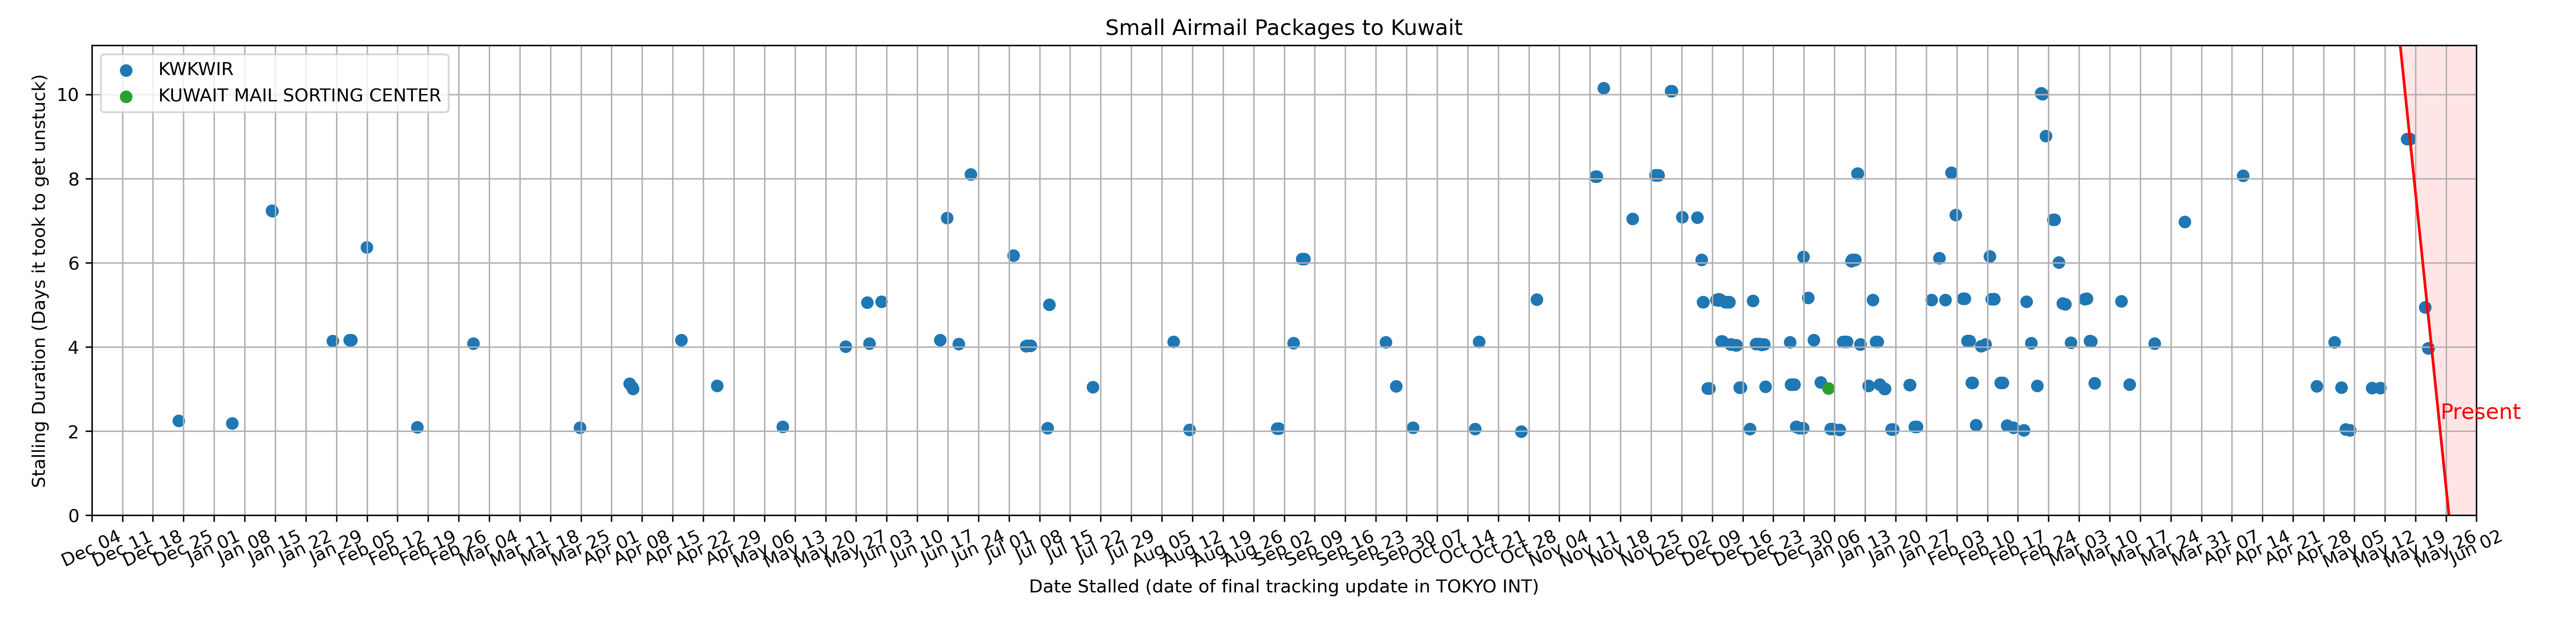 Small Airmail Packages to Kuwait
KWKWIR
KUWAIT MAIL SORTING CENTER
Stalling Duration (Days it took to get unstuck)
10
8
6
4
2
0
Present
Dec 04 Dec 11 Dec 18 Dec 25 Jan 01 Jan 08 Jan 15 Jan 22 Jan 29 Feb 05 Feb 12 Feb 19 Feb 26 Mar 04 Mar 11 Mar 18 Mar 25 Apr 01 Apr 08 Apr 15 Apr 22 Apr 29 May 06 May 13 May 20 May 27 Jun 03 Jun 10 Jun 17 Jun 24 Jul 01 Jul 08 Jul 15 Jul 22 Jul 29 Aug 05 Aug 12 Aug 19 Aug 26 Sep 02 Sep 09 Sep 16 Sep 23 Sep 30 Oct 07 Oct 14 Oct 21 Oct 28 Nov 04 Nov 11 Nov 18 Nov 25 Dec 02 Dec 09 Dec 16 Dec 23 Dec 30 Jan 06 Jan 13 Jan 20 Jan 27 Feb 03 Feb 10 Feb 17 Feb 24 Mar 03 Mar 10 Mar 17 Mar 24 Mar 31 Apr 07 Apr 14 Apr 21 Apr 28 May 05 May 12 May 19 May 26 Jun 02
Date Stalled (date of final tracking update in TOKYO INT)